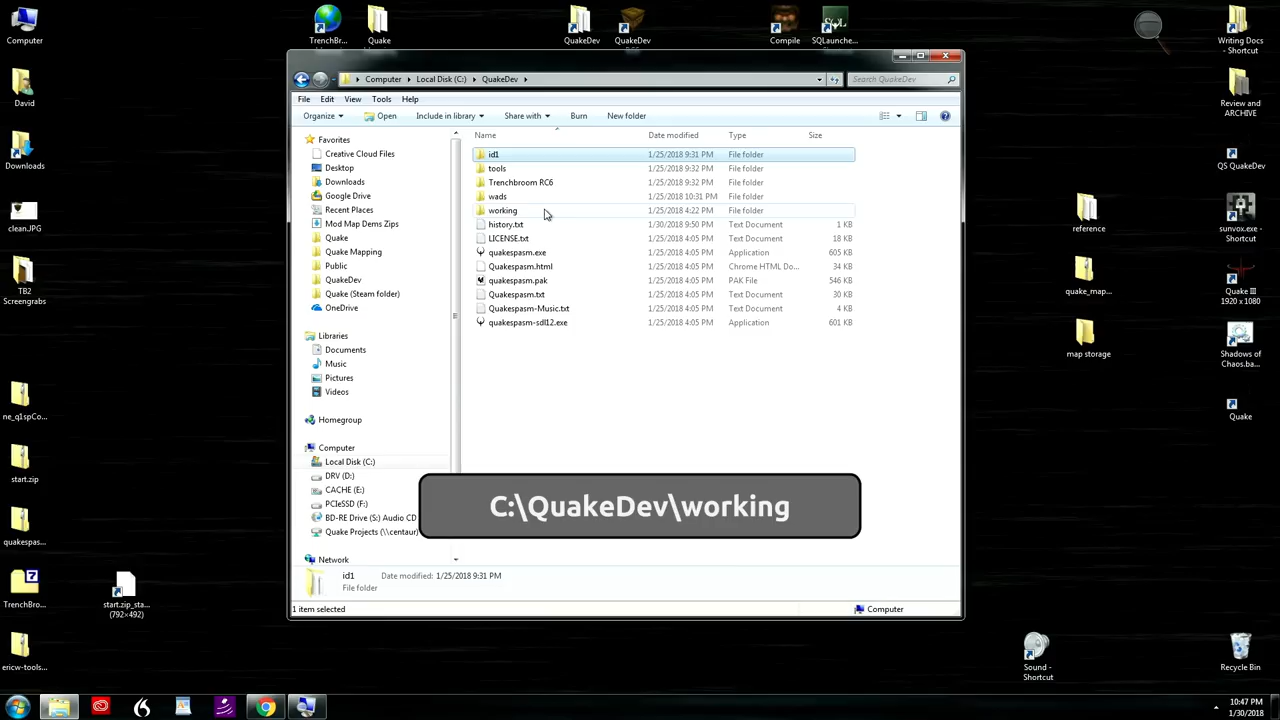 Computer
TrenchBr...
Quake
QuakeDev
QuakeDev
Compile
SQLaunche...
Writing Docs - Shortcut
David
Downloads
clean.JPG
TB2 Screengrabs
ne_q1spCo...
start.zip
quakespas...
TrenchBro...
ericw-tools...
start.zip_sta... (792×492)
Computer
Local Disk (C:)
QuakeDev
Search QuakeDev
File Edit View Tools Help
Organize Open Include in library Share with Burn New folder
Favorites
Creative Cloud Files
Desktop
Downloads
Google Drive
Recent Places
Mod Map Dems Zips
Quake
Quake Mapping
Public
QuakeDev
Quake (Steam folder)
OneDrive
Libraries
Documents
Music
Pictures
Videos
Homegroup
Computer
Local Disk (C:)
DRV (D:)
CACHE (E:)
PCIeSSD (F:)
BD-RE Drive (S:) Audio CD
Quake Projects (\\centaur)
Network
Name Date modified Type Size
id1 1/25/2018 9:31 PM File folder
tools 1/25/2018 9:32 PM File folder
Trenchbroom RC6 1/25/2018 9:32 PM File folder
wads 1/25/2018 10:31 PM File folder
working 1/25/2018 4:22 PM File folder
history.txt 1/30/2018 9:50 PM Text Document 1 KB
LICENSE.txt 1/25/2018 4:05 PM Text Document 18 KB
quakespasm.exe 1/25/2018 4:05 PM Application 605 KB
Quakespasm.html 1/25/2018 4:05 PM Chrome HTML Do... 34 KB
quakespasm.pak 1/25/2018 4:05 PM PAK File 546 KB
Quakespasm.txt 1/25/2018 4:05 PM Text Document 30 KB
Quakespasm-Music.txt 1/25/2018 4:05 PM Text Document 4 KB
quakespasm-sdl12.exe 1/25/2018 4:05 PM Application 601 KB
C:\QuakeDev\working
id1 Date modified: 1/25/2018 9:31 PM
File folder
1 item selected
Computer
Review and ARCHIVE
QS QuakeDev
reference
sunvox.exe - Shortcut
quake_map...
Quake III 1920 x 1080
map storage
Shadows of Chaos.ba...
Quake
Sound - Shortcut
Recycle Bin
10:47 PM
1/30/2018